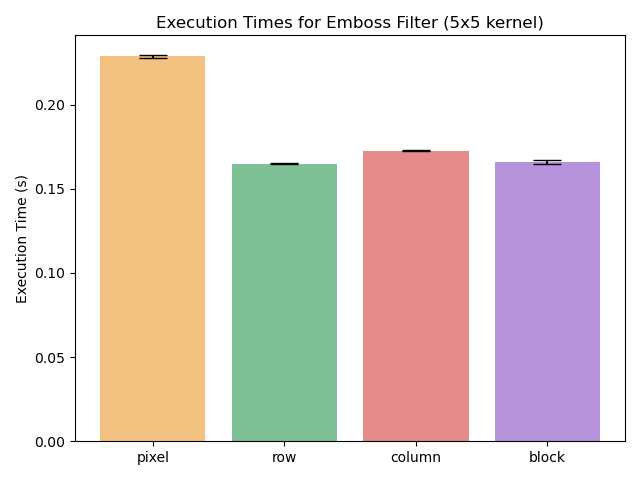 Execution Times for Emboss Filter (5x5 kernel)
Execution Time (s)
0.20
0.15
0.10
0.05
0.00
pixel row column block